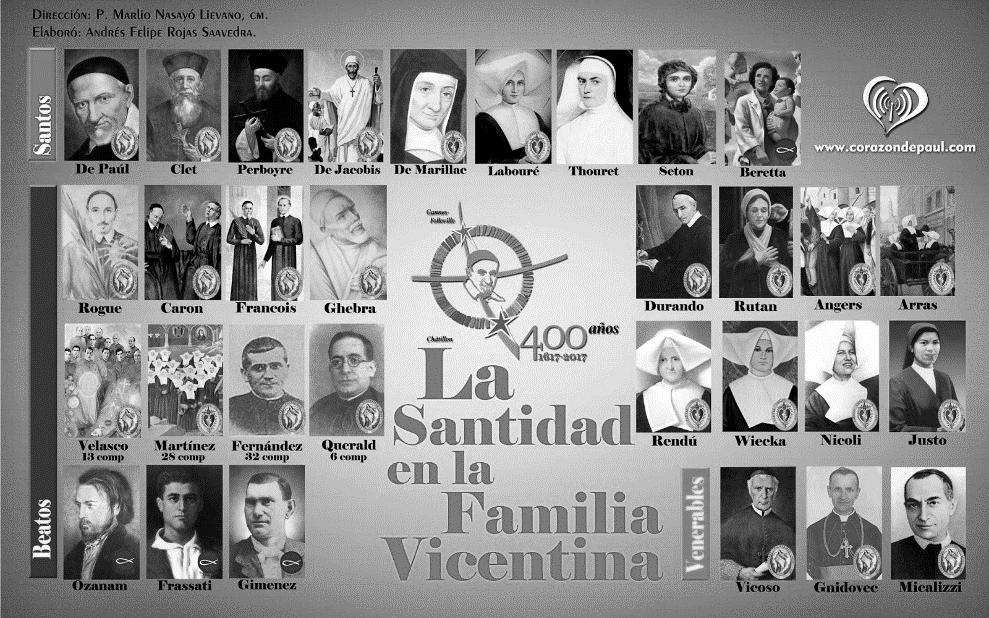 Dirección: P. Marlio Nasayó Liévano, cm.
Elaboró: Andrés Felipe Rojas Saavedra.
Santos
De Paúl Clet Perboyre De Jacobis De Marillac Labouré Thouret Seton Beretta
www.corazondepaul.com
Beatos
Rogue Caron Francois Ghebra
Gannes-
Folleville
Durando Rutan Angers Arras
Châtillon
400 años
1617-2017
Velasco Martínez Fernández Querald
13 comp 28 comp 32 comp 6 comp
Rendú Wiecka Nicoli Justo
La
Santidad
en la
Familia
Vicentina
Ozanam Frassati Gimenez
Venerables
Vicoso Gnidovec Micalizzi